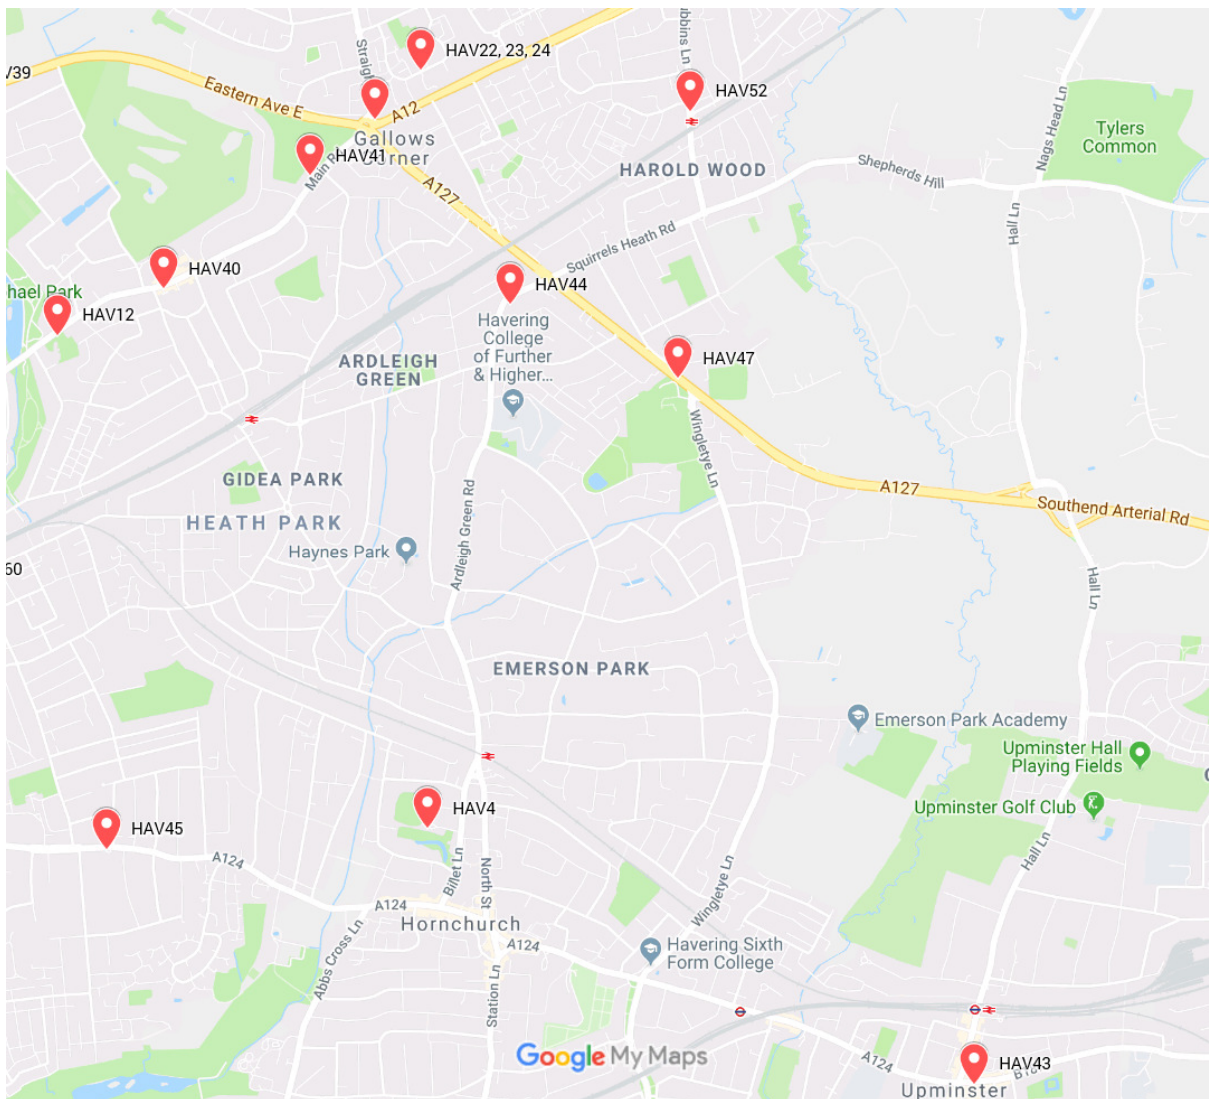 Straigh
HAV22, 23, 24
bbins Ln
/39
Eastern Ave E
A12
HAV52
Gallows
Corner
Main R
HAV41
A127
HAROLD WOOD
Shepherds Hill
Nags Head Ln
Tylers
Common
Hall Ln
Squirrels Heath Rd
HAV40
HAV44
hael Park
HAV12
Havering
College
of Further
& Higher...
ARDLEIGH
GREEN
HAV47
Wingletye Ln
GIDEA PARK
A127
Southend Arterial Rd
HEATH PARK
Haynes Park
Ardleigh Green Rd
60
Hall Ln
EMERSON PARK
Emerson Park Academy
Upminster Hall
Playing Fields
Upminster Golf Club
HAV4
HAV45
A124
Billet Ln
North St
Hall Ln
Wingletye Ln
A124
Hornchurch
A124
Abbs Cross Ln
Station Ln
Havering Sixth
Form College
Google My Maps
A124
HAV43
Upminster